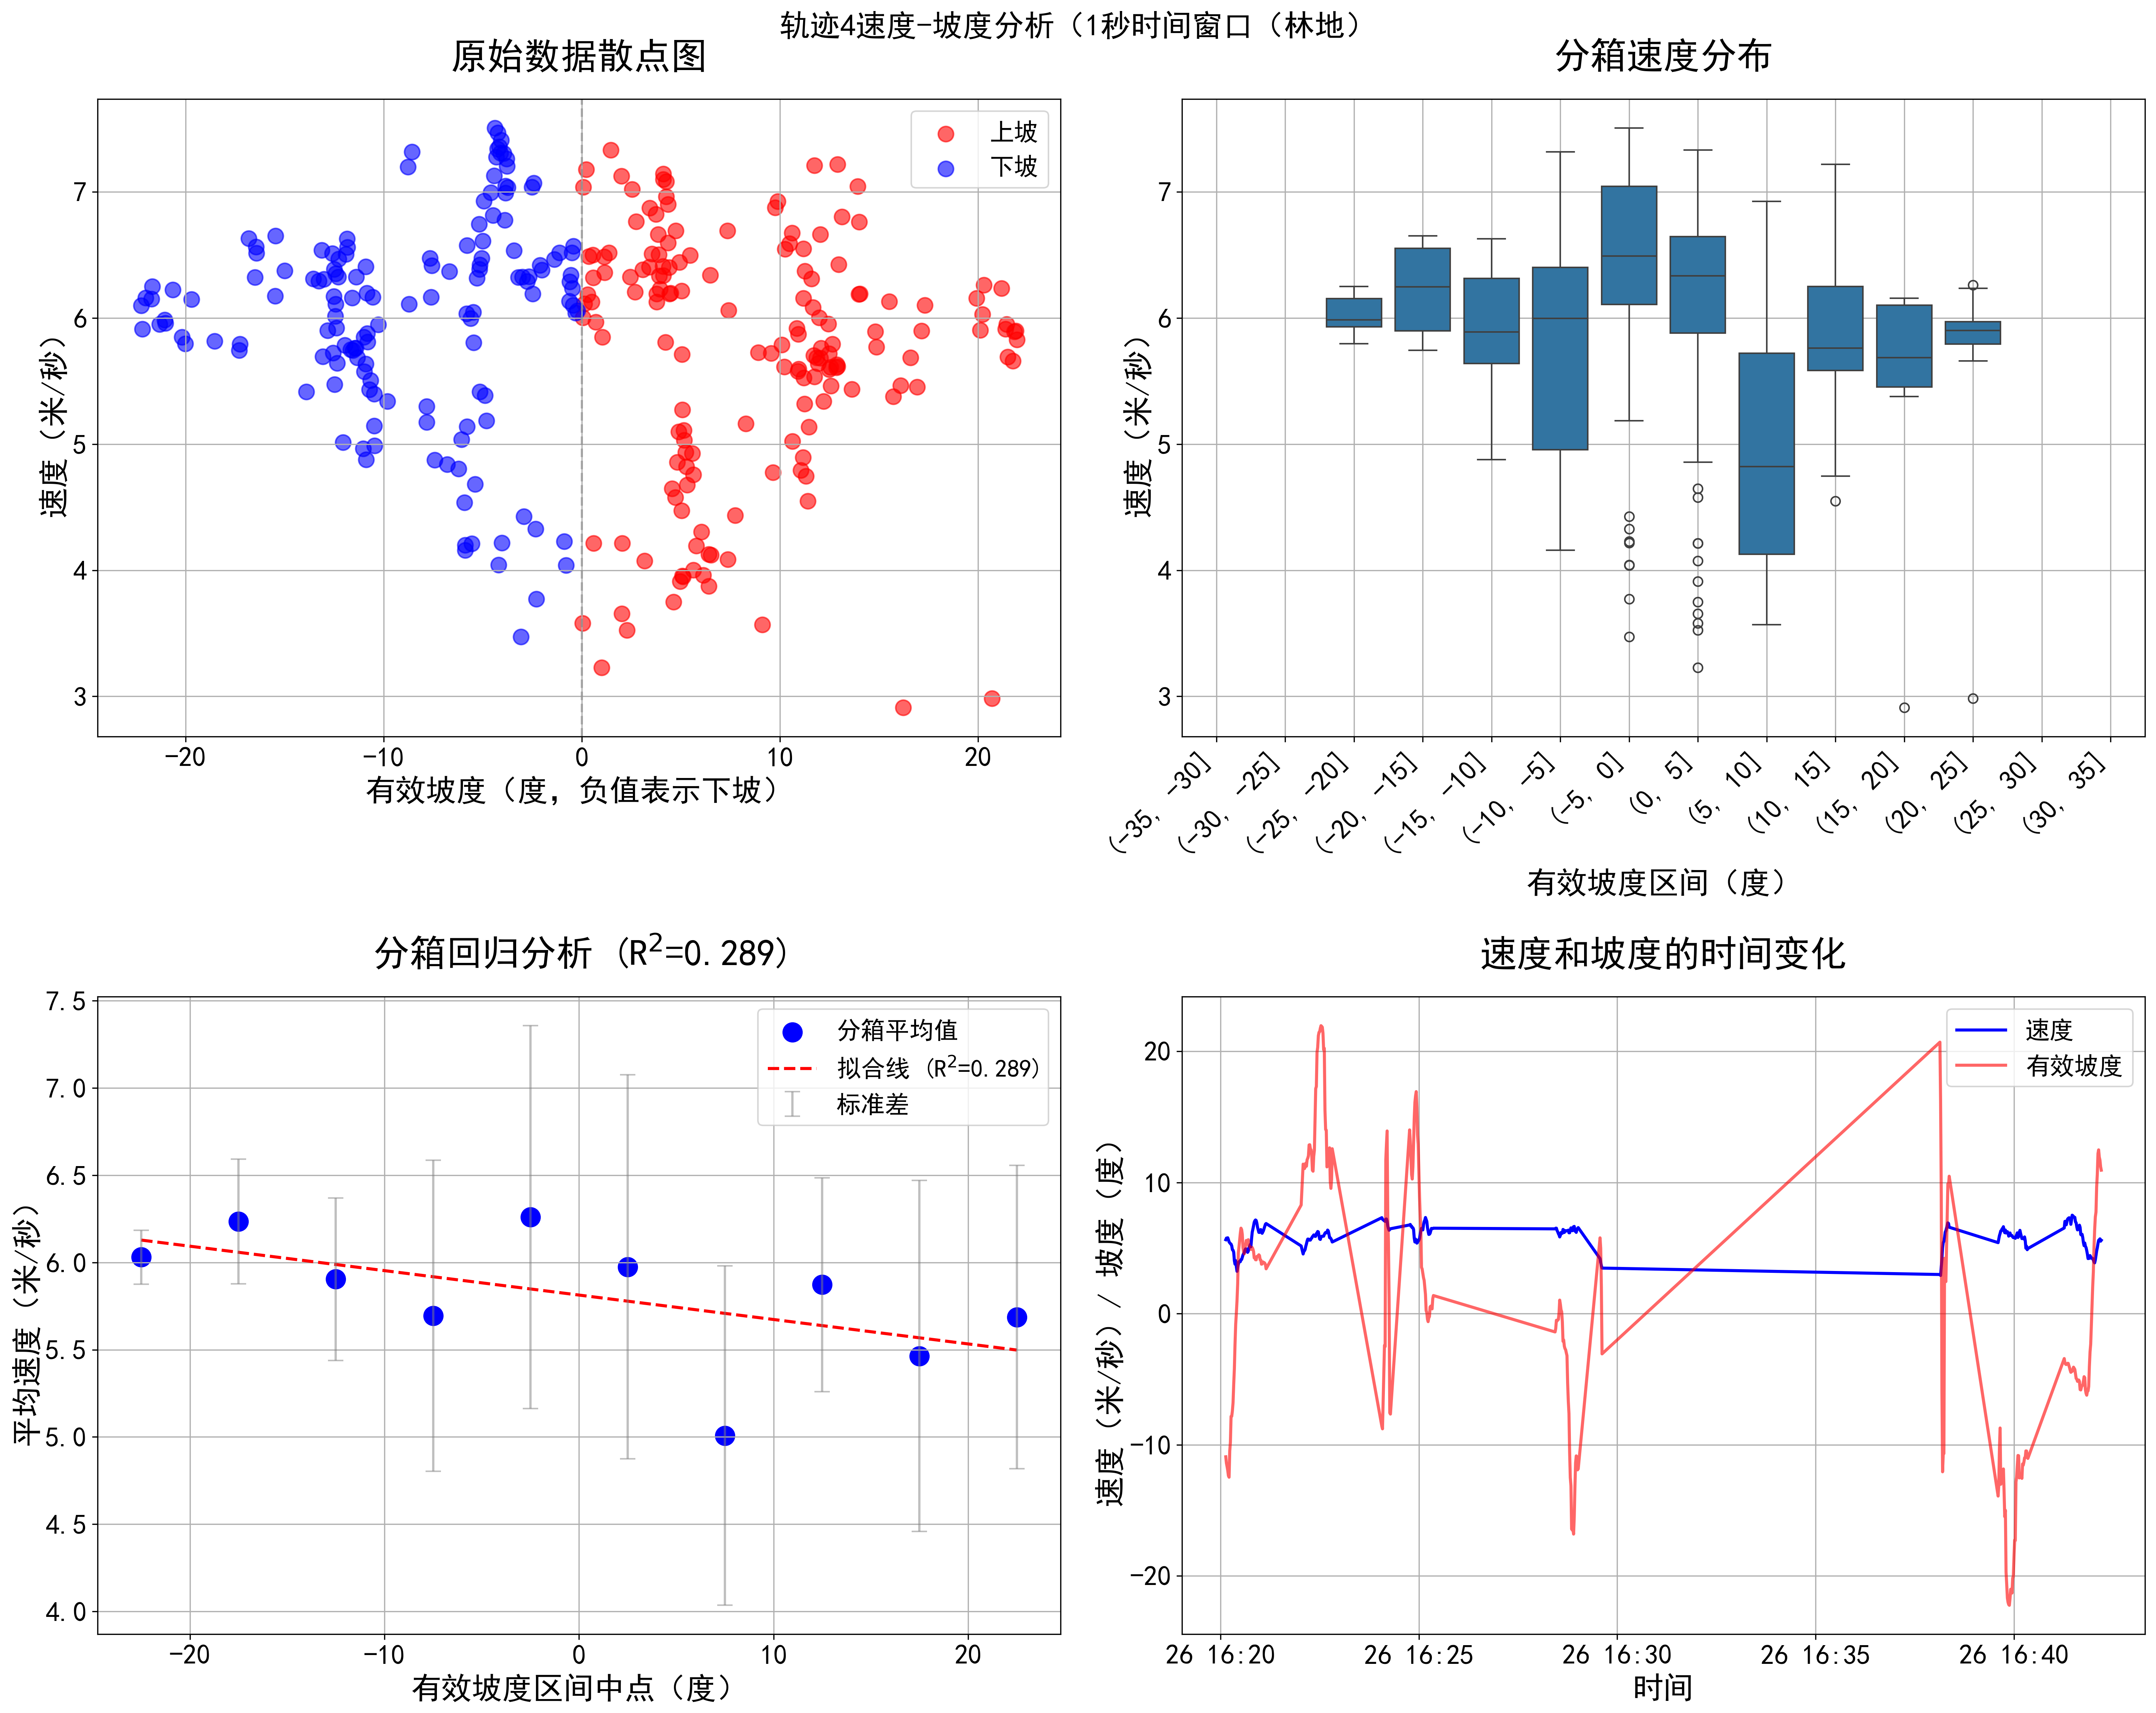 轨迹4速度-坡度分析（1秒时间窗口（林地）
原始数据散点图
上坡
下坡
7
6
5
4
3
速度（米/秒）
-20 -10 0 10 20
有效坡度（度，负值表示下坡）
分箱速度分布
7
6
5
4
3
速度（米/秒）
(-35, -30]
(-30, -25]
(-25, -20]
(-20, -15]
(-15, -10]
(-10, -5]
(-5, 0]
(0, 5]
(5, 10]
(10, 15]
(15, 20]
(20, 25]
(25, 30]
(30, 35]
有效坡度区间（度）
分箱回归分析 (R²=0.289)
分箱平均值
拟合线 (R²=0.289)
标准差
7.5
7.0
6.5
6.0
5.5
5.0
4.5
4.0
平均速度（米/秒）
-20 -10 0 10 20
有效坡度区间中点（度）
速度和坡度的时间变化
速度
有效坡度
20
10
0
-10
-20
速度（米/秒）/ 坡度（度）
26 16:20 26 16:25 26 16:30 26 16:35 26 16:40
时间